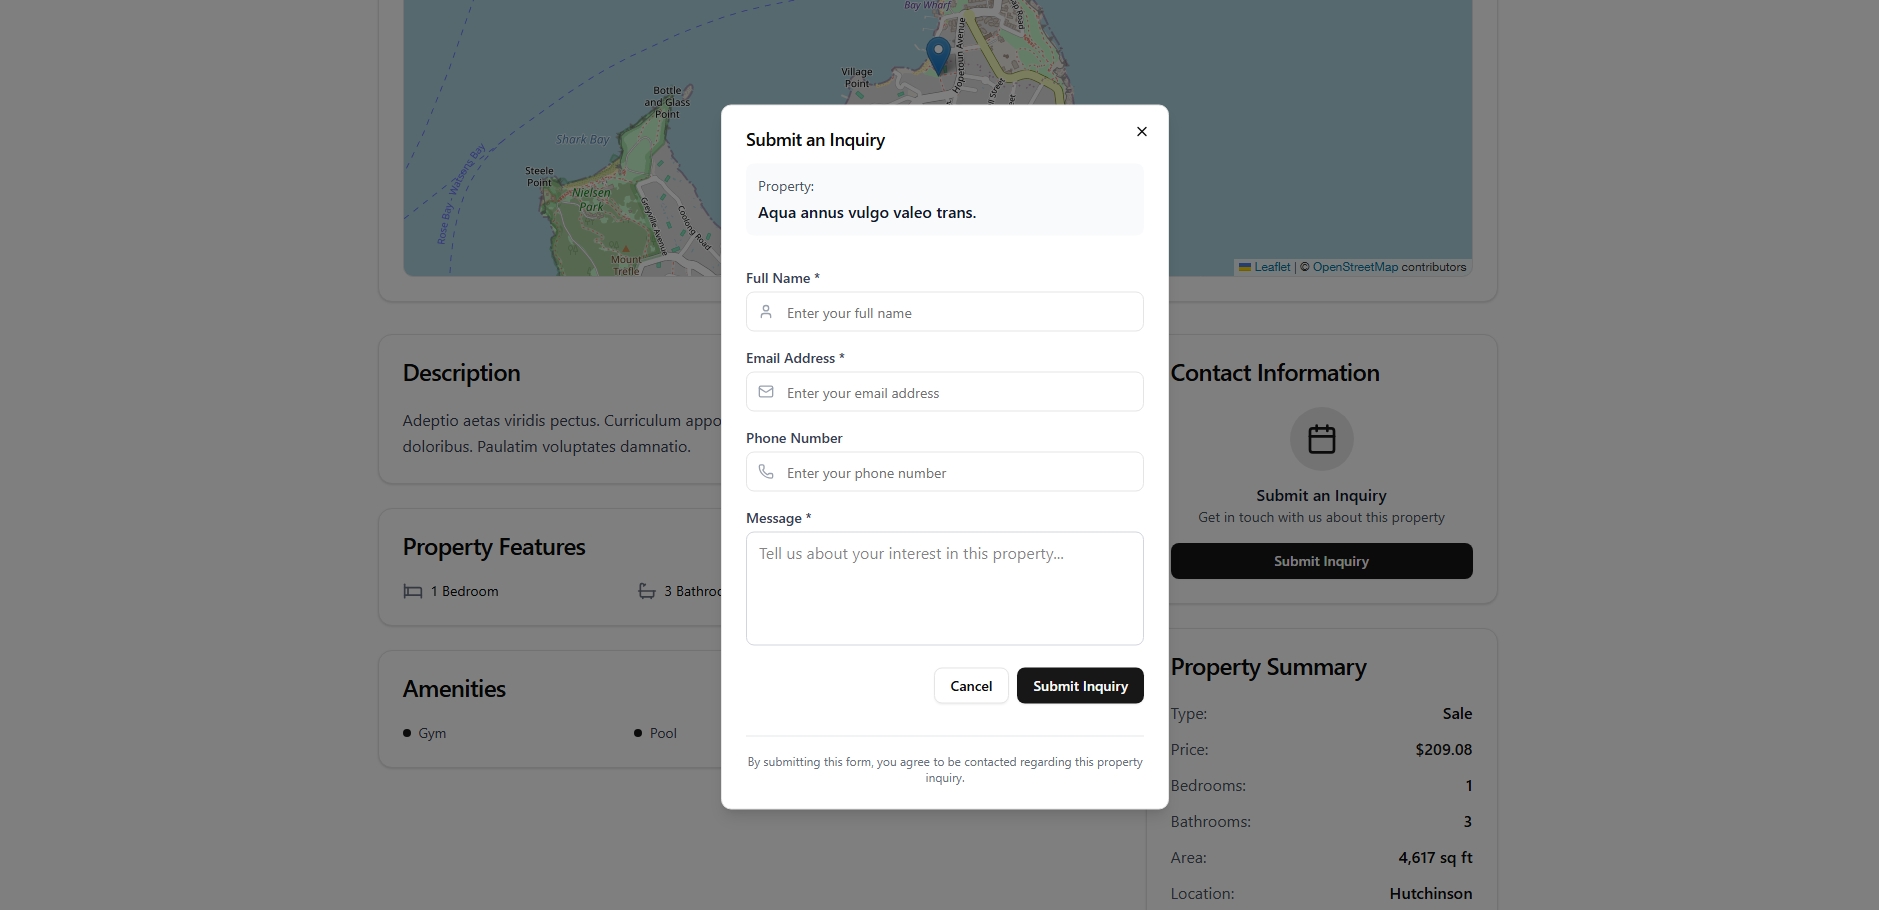 Bay Wharf
Hopetoun Avenue
Village
Point
Bottle
and Glass
Point
Shark Bay
Steele
Point
Nielsen
Park
Greyville Avenue
Coolong Road
Mount
Trefle
Rose Bay - Watsons Bay
Leaflet | © OpenStreetMap contributors
Submit an Inquiry
Property:
Aqua annus vulgo valeo trans.
Full Name *
Enter your full name
Email Address *
Enter your email address
Phone Number
Enter your phone number
Message *
Tell us about your interest in this property...
Cancel
Submit Inquiry
By submitting this form, you agree to be contacted regarding this property
inquiry.
Description
Adeptio aetas viridis pectus. Curriculum appo
doloribus. Paulatim voluptates damnatio.
Property Features
1 Bedroom
3 Bathroo
Amenities
Gym
Pool
Contact Information
Submit an Inquiry
Get in touch with us about this property
Submit Inquiry
Property Summary
Type: Sale
Price: $209.08
Bedrooms: 1
Bathrooms: 3
Area: 4,617 sq ft
Location: Hutchinson